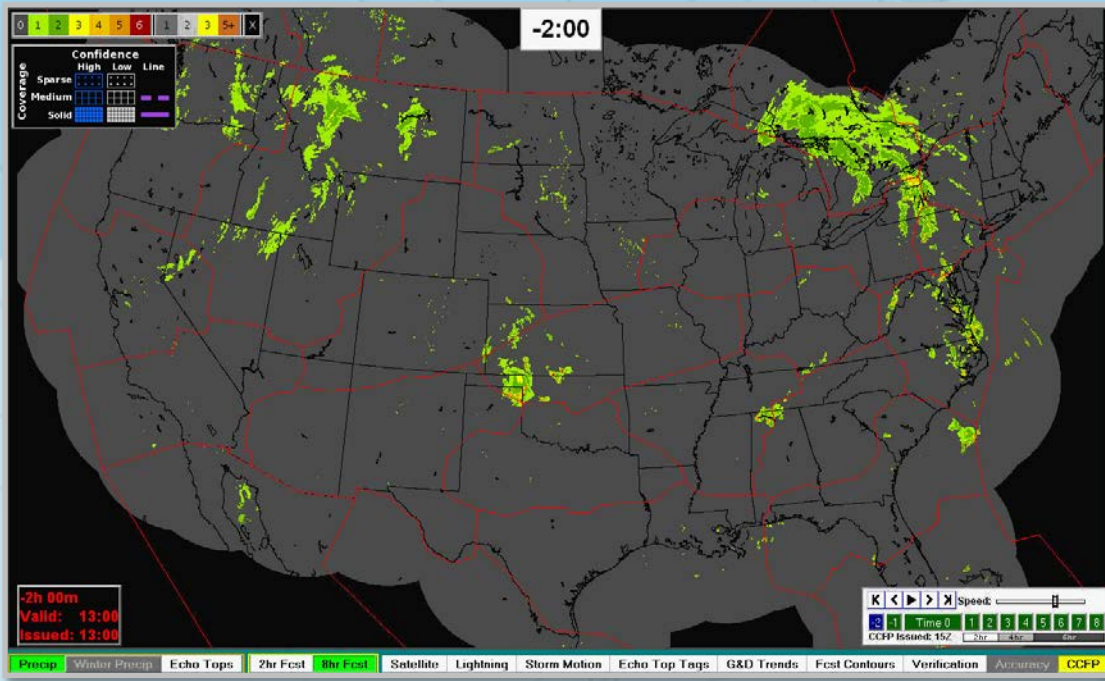 0 1 2 3 4 5 6 1 2 3 5+ X
-2:00
Confidence
High Low Line
Coverage
Sparse
Medium
Solid
-2h 00m
Valid: 13:00
Issued: 13:00
Speed:
-2 -1 Time 0 1 2 3 4 5 6 7 8
CCFP Issued: 15Z 2hr 4hr 6hr
Precip Winter Precip Echo Tops 2hr Fcst 8hr Fcst Satellite Lightning Storm Motion Echo Top Tags G&D Trends Fcst Contours Verification Accuracy CCFP